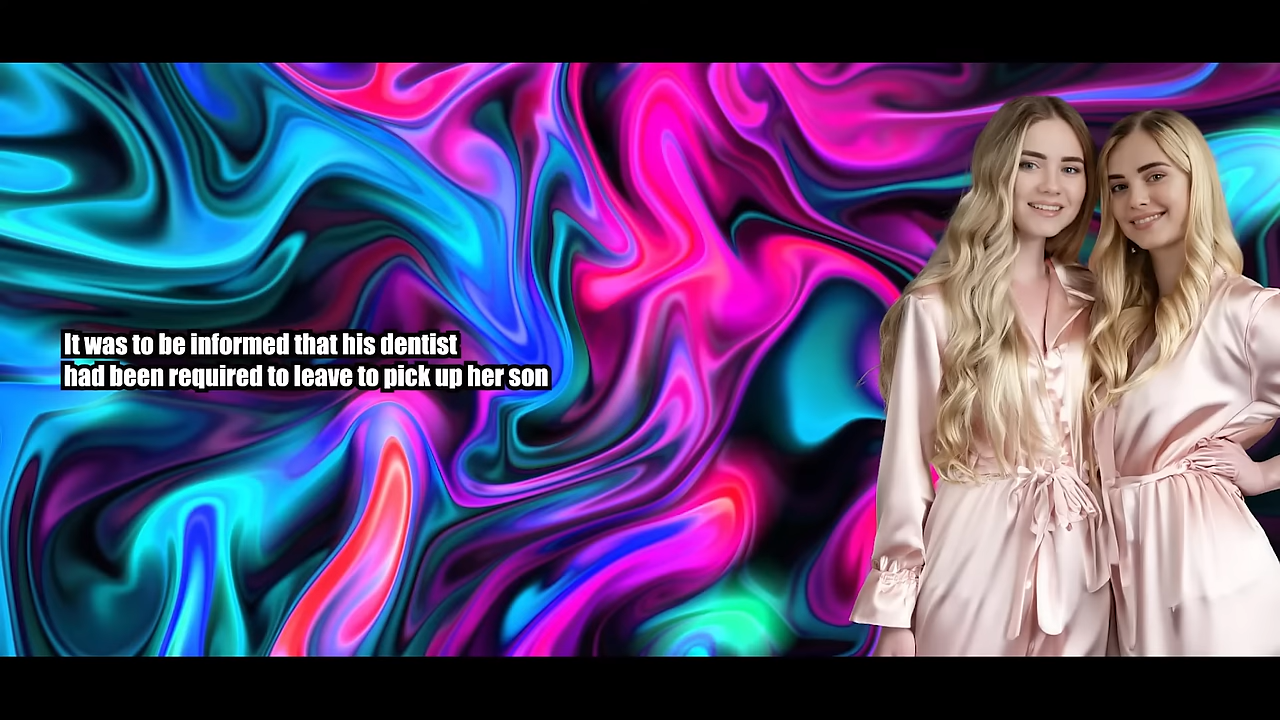 It was to be informed that his dentist
had been required to leave to pick up her son